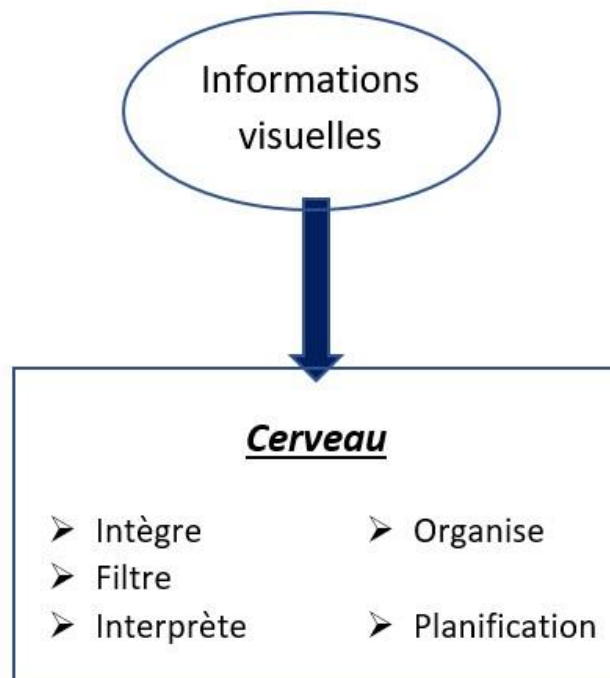 Informations
visuelles
Cerveau
➢ Intègre
➢ Filtre
➢ Interprète
➢ Organise
➢ Planification